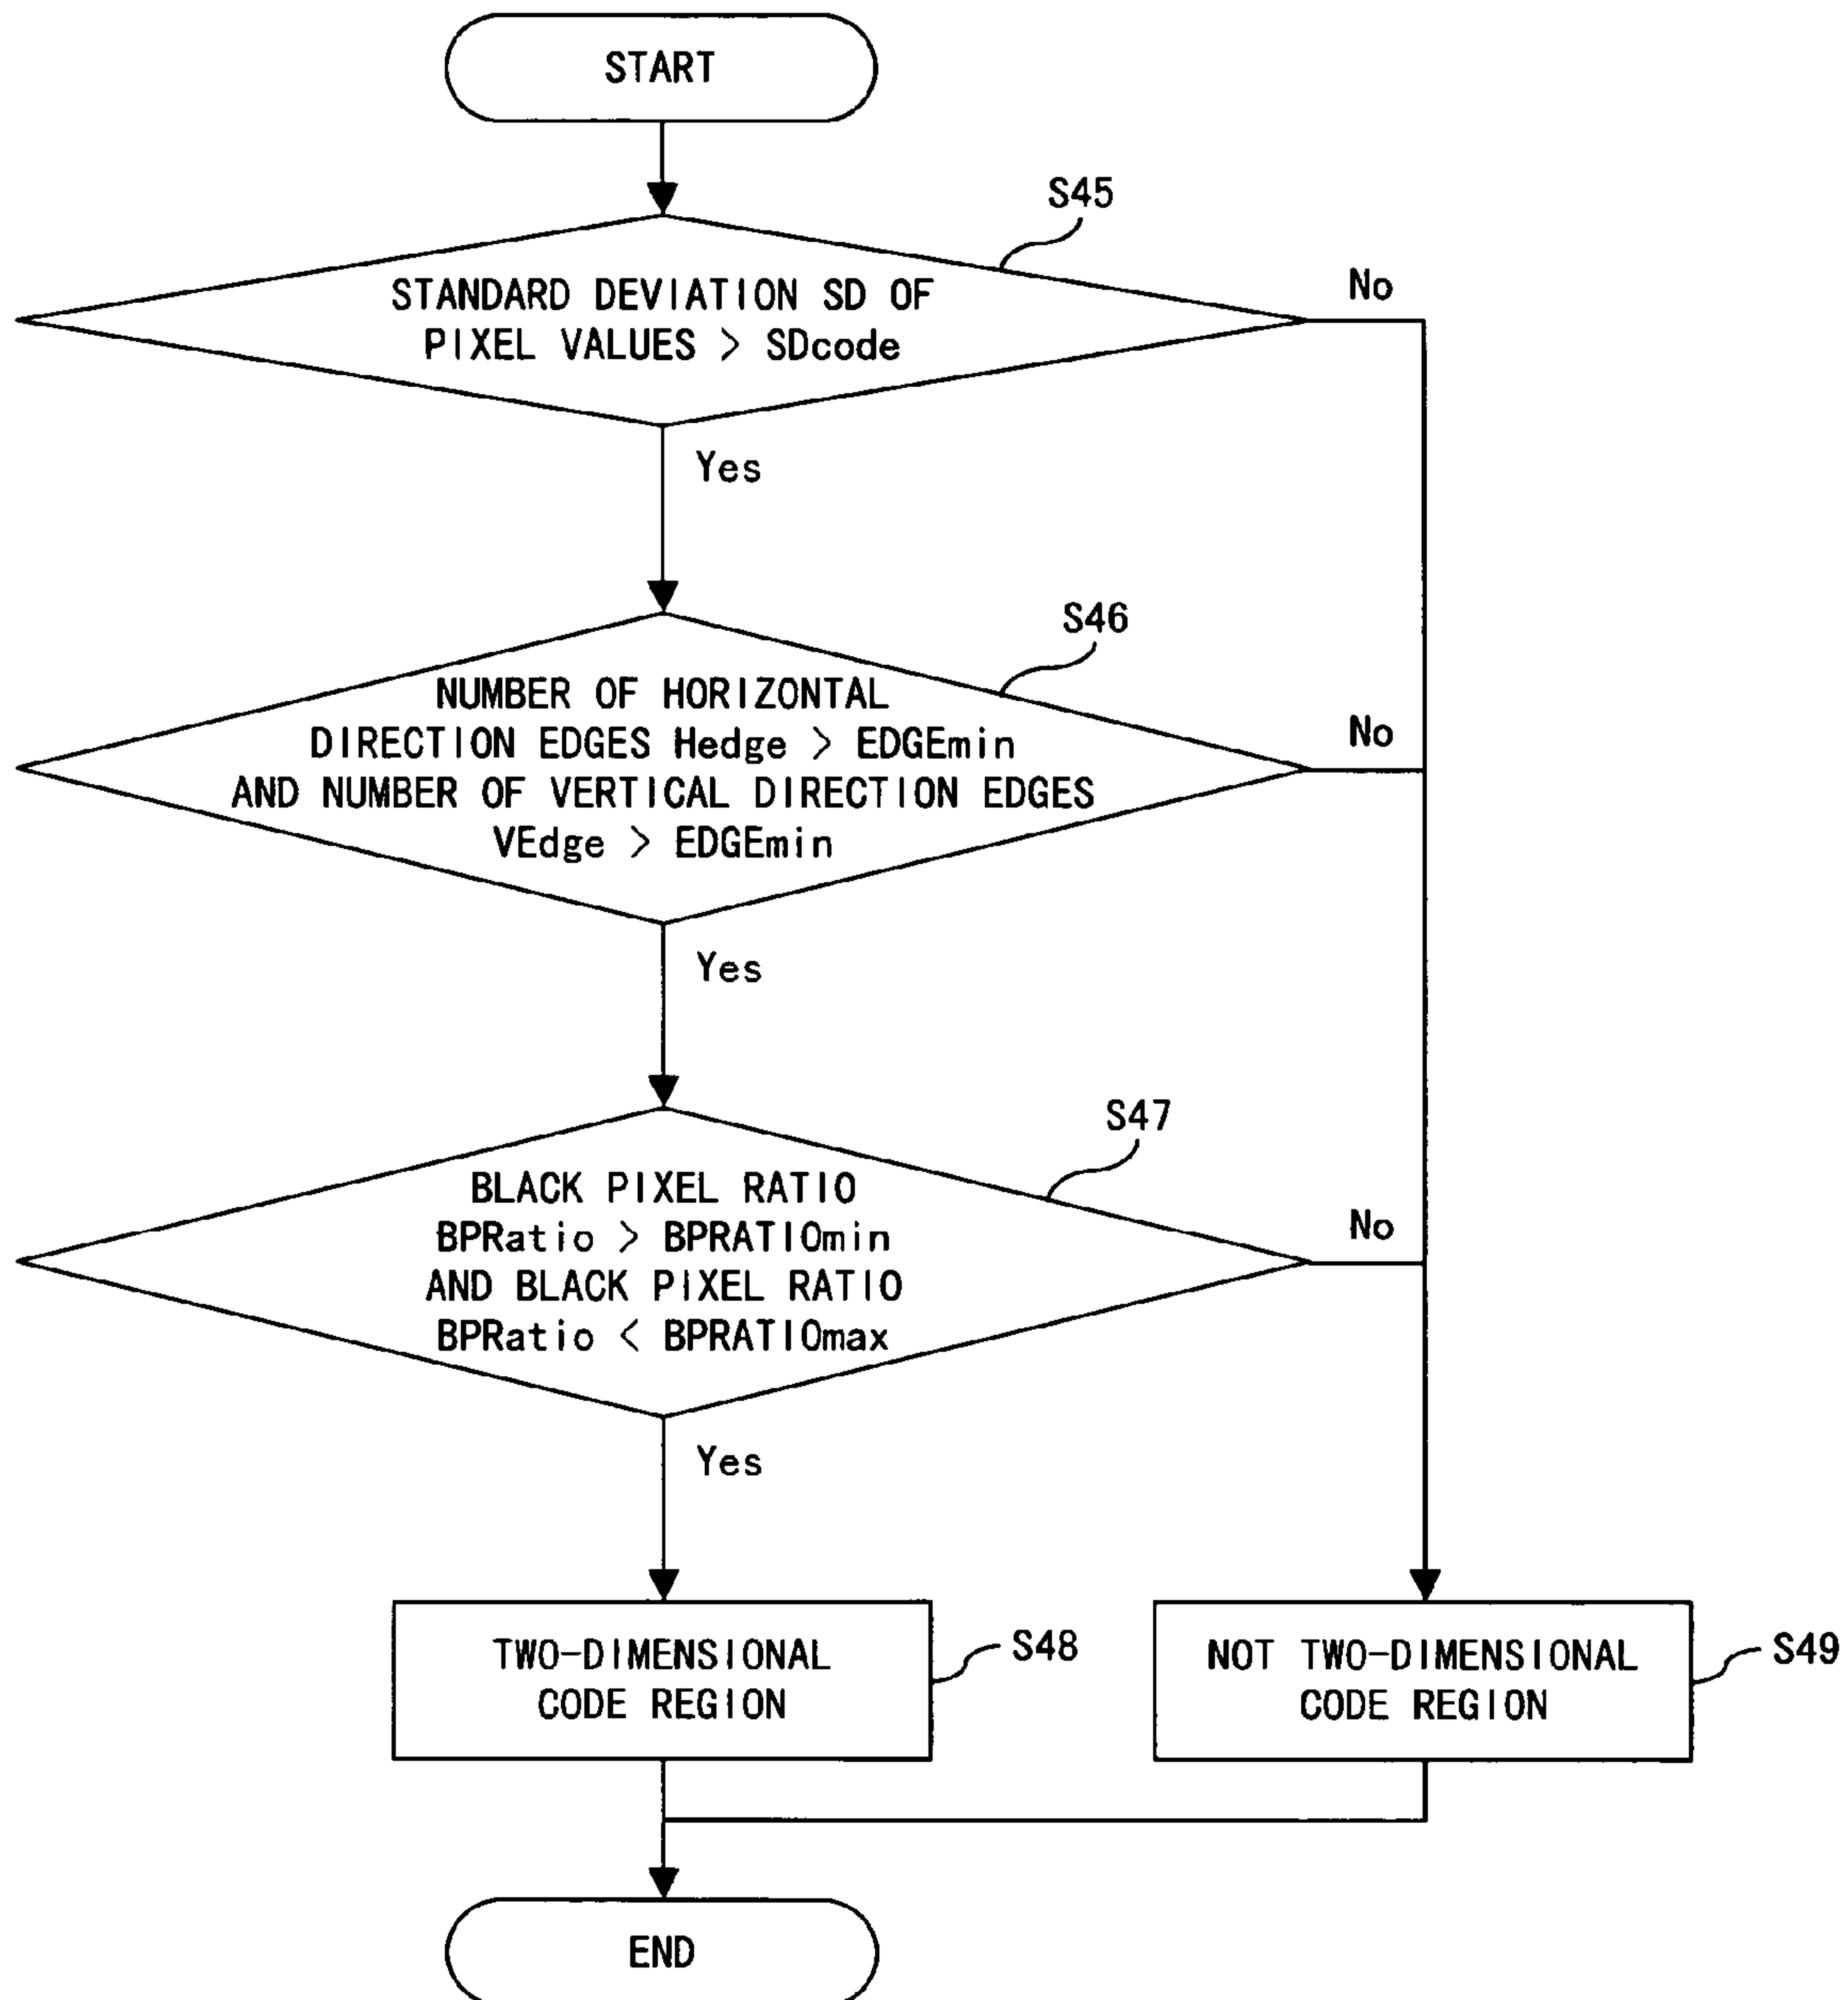 START
S45
STANDARD DEVIATION SD OF
PIXEL VALUES > SDcode
No
Yes
S46
NUMBER OF HORIZONTAL
DIRECTION EDGES Hedge > EDGEmin
AND NUMBER OF VERTICAL DIRECTION EDGES
VEdge > EDGEmin
No
Yes
S47
BLACK PIXEL RATIO
BPRatio > BPRATIOmin
AND BLACK PIXEL RATIO
BPRatio < BPRATIOmax
No
Yes
TWO-DIMENSIONAL
CODE REGION
S48
NOT TWO-DIMENSIONAL
CODE REGION
S49
END